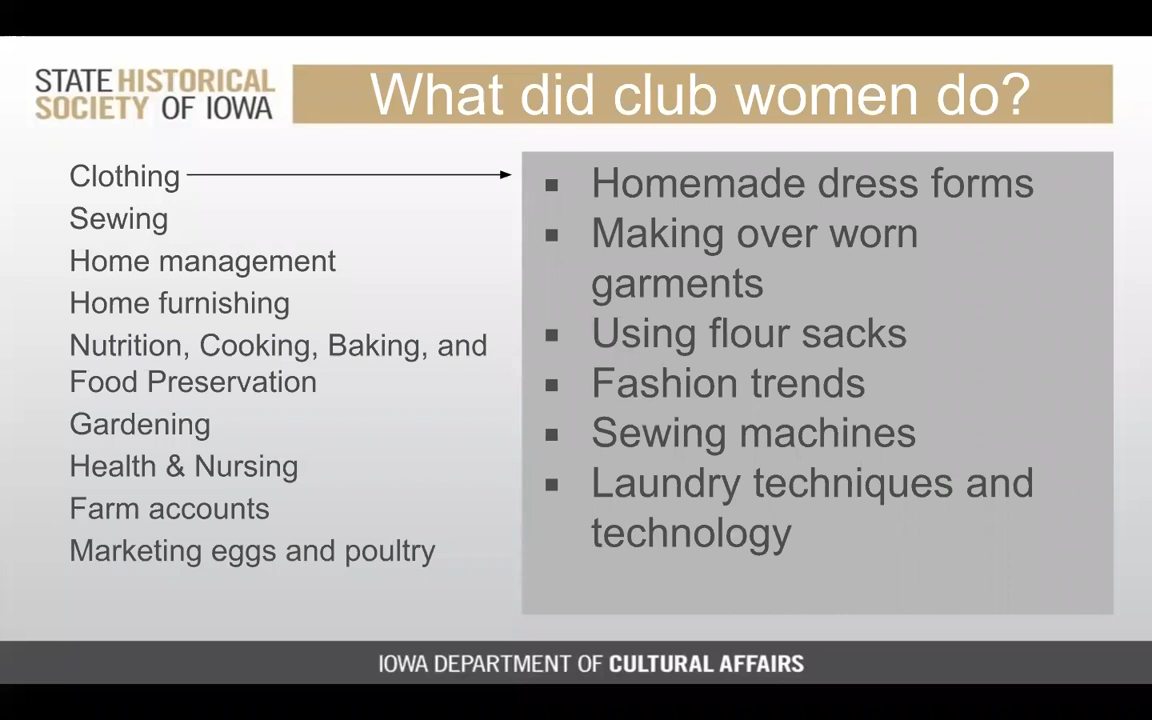 STATE HISTORICAL
SOCIETY OF IOWA
What did club women do?
Clothing
Sewing
Home management
Home furnishing
Nutrition, Cooking, Baking, and
Food Preservation
Gardening
Health & Nursing
Farm accounts
Marketing eggs and poultry
▪ Homemade dress forms
▪ Making over worn
garments
▪ Using flour sacks
▪ Fashion trends
▪ Sewing machines
▪ Laundry techniques and
technology
IOWA DEPARTMENT OF CULTURAL AFFAIRS